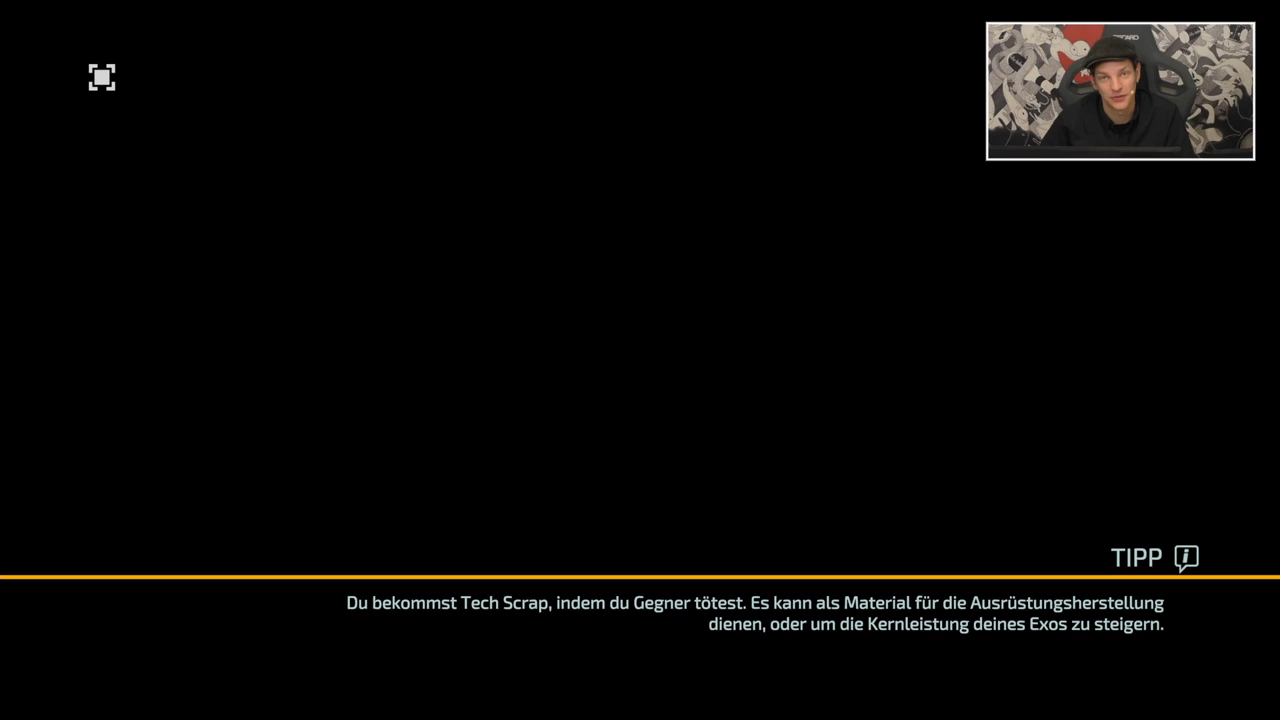 TIPP
Du bekommst Tech Scrap, indem du Gegner tötest. Es kann als Material für die Ausrüstungsherstellung
dienen, oder um die Kernleistung deines Exos zu steigern.